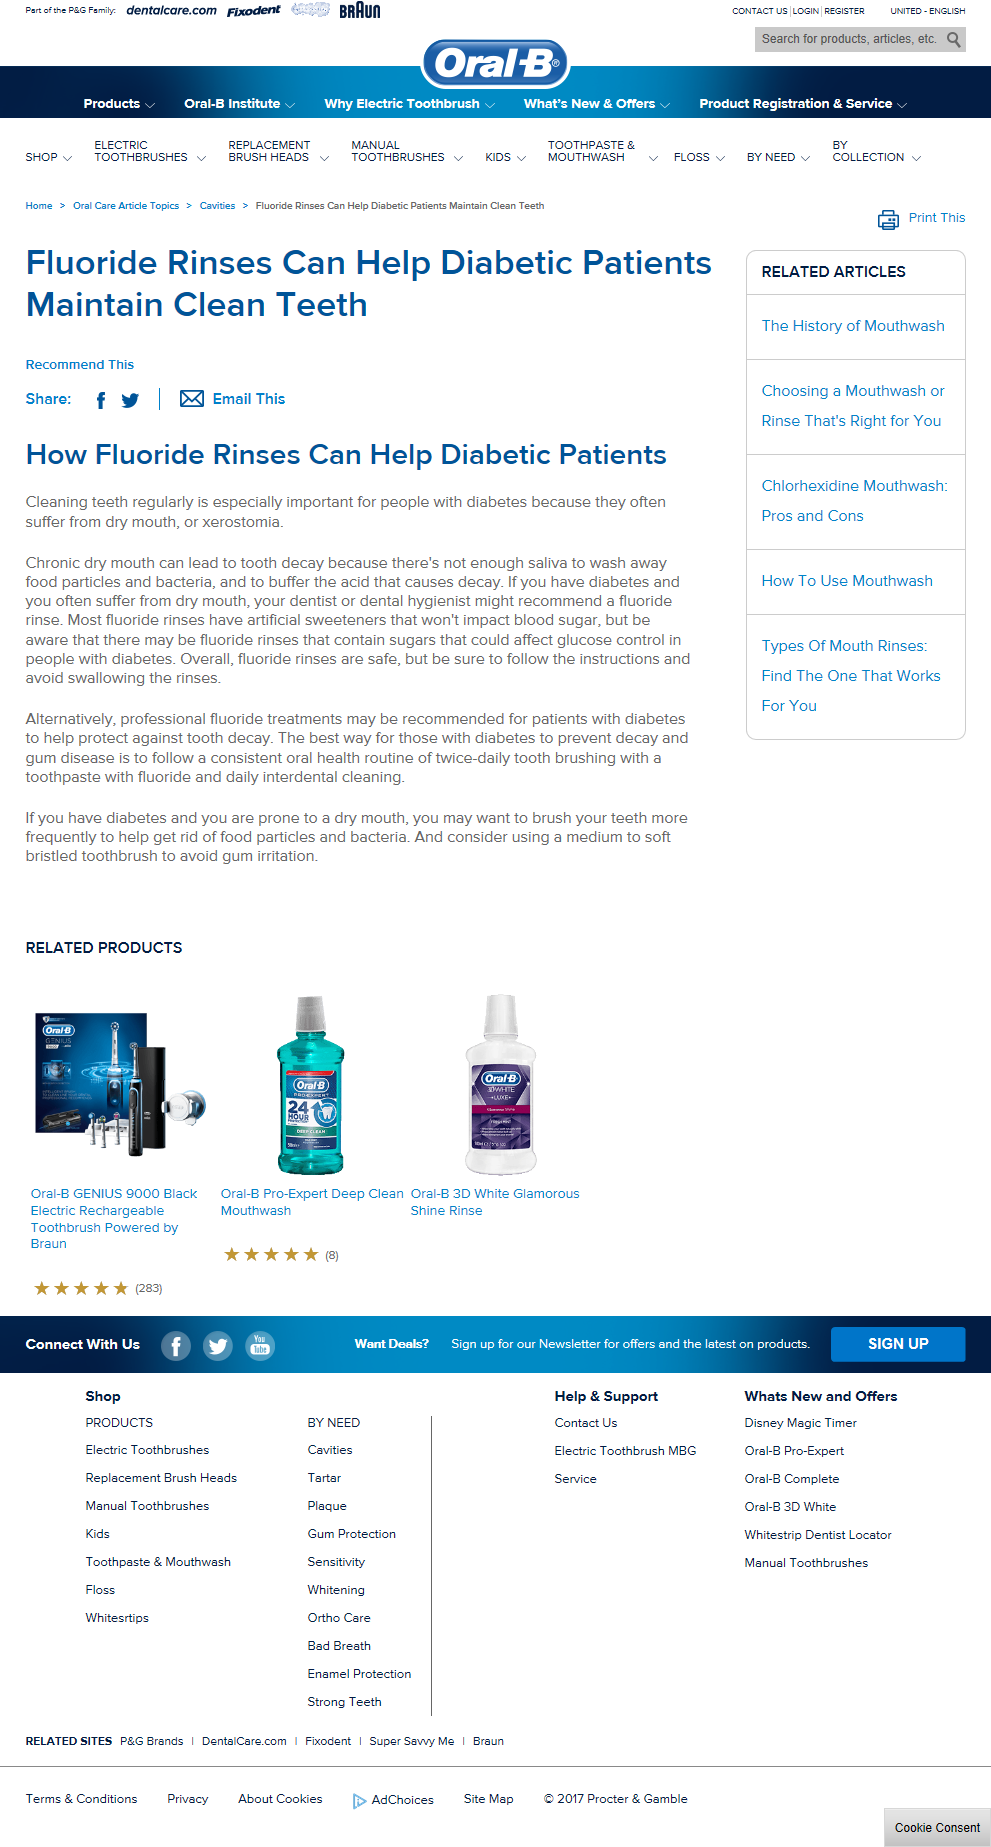 Part of the P&G Family:
dentalcare.com
Fixodent
BRAUN
CONTACT US | LOGIN | REGISTER
UNITED - ENGLISH
Search for products, articles, etc.
Oral-B®
Products
Oral-B Institute
Why Electric Toothbrush
What's New & Offers
Product Registration & Service
SHOP
ELECTRIC
TOOTHBRUSHES
REPLACEMENT
BRUSH HEADS
MANUAL
TOOTHBRUSHES
KIDS
TOOTHPASTE &
MOUTHWASH
FLOSS
BY NEED
BY
COLLECTION
Home > Oral Care Article Topics > Cavities > Fluoride Rinses Can Help Diabetic Patients Maintain Clean Teeth
Print This
Fluoride Rinses Can Help Diabetic Patients
Maintain Clean Teeth
Recommend This
Share:
Email This
How Fluoride Rinses Can Help Diabetic Patients
Cleaning teeth regularly is especially important for people with diabetes because they often
suffer from dry mouth, or xerostomia.
Chronic dry mouth can lead to tooth decay because there's not enough saliva to wash away
food particles and bacteria, and to buffer the acid that causes decay. If you have diabetes and
you often suffer from dry mouth, your dentist or dental hygienist might recommend a fluoride
rinse. Most fluoride rinses have artificial sweeteners that won't impact blood sugar, but be
aware that there may be fluoride rinses that contain sugars that could affect glucose control in
people with diabetes. Overall, fluoride rinses are safe, but be sure to follow the instructions and
avoid swallowing the rinses.
Alternatively, professional fluoride treatments may be recommended for patients with diabetes
to help protect against tooth decay. The best way for those with diabetes to prevent decay and
gum disease is to follow a consistent oral health routine of twice-daily tooth brushing with a
toothpaste with fluoride and daily interdental cleaning.
If you have diabetes and you are prone to a dry mouth, you may want to brush your teeth more
frequently to help get rid of food particles and bacteria. And consider using a medium to soft
bristled toothbrush to avoid gum irritation.
RELATED ARTICLES
The History of Mouthwash
Choosing a Mouthwash or
Rinse That's Right for You
Chlorhexidine Mouthwash:
Pros and Cons
How To Use Mouthwash
Types Of Mouth Rinses:
Find The One That Works
For You
RELATED PRODUCTS
Oral-B
GENIUS
Oral-B
PRO-EXPERT
24
HOUR
DEEP CLEAN
Oral-B
3DWHITE
LUXE
Glamorous Shine
Oral-B GENIUS 9000 Black
Electric Rechargeable
Toothbrush Powered by
Braun
(283)
Oral-B Pro-Expert Deep Clean
Mouthwash
(8)
Oral-B 3D White Glamorous
Shine Rinse
Connect With Us
You
Tube
Want Deals?
Sign up for our Newsletter for offers and the latest on products.
SIGN UP
Shop
PRODUCTS
Electric Toothbrushes
Replacement Brush Heads
Manual Toothbrushes
Kids
Toothpaste & Mouthwash
Floss
Whitesrtips
BY NEED
Cavities
Tartar
Plaque
Gum Protection
Sensitivity
Whitening
Ortho Care
Bad Breath
Enamel Protection
Strong Teeth
Help & Support
Contact Us
Electric Toothbrush MBG
Service
Whats New and Offers
Disney Magic Timer
Oral-B Pro-Expert
Oral-B Complete
Oral-B 3D White
Whitestrip Dentist Locator
Manual Toothbrushes
RELATED SITES P&G Brands | DentalCare.com | Fixodent | Super Savvy Me | Braun
Terms & Conditions
Privacy
About Cookies
AdChoices
Site Map
© 2017 Procter & Gamble
Cookie Consent